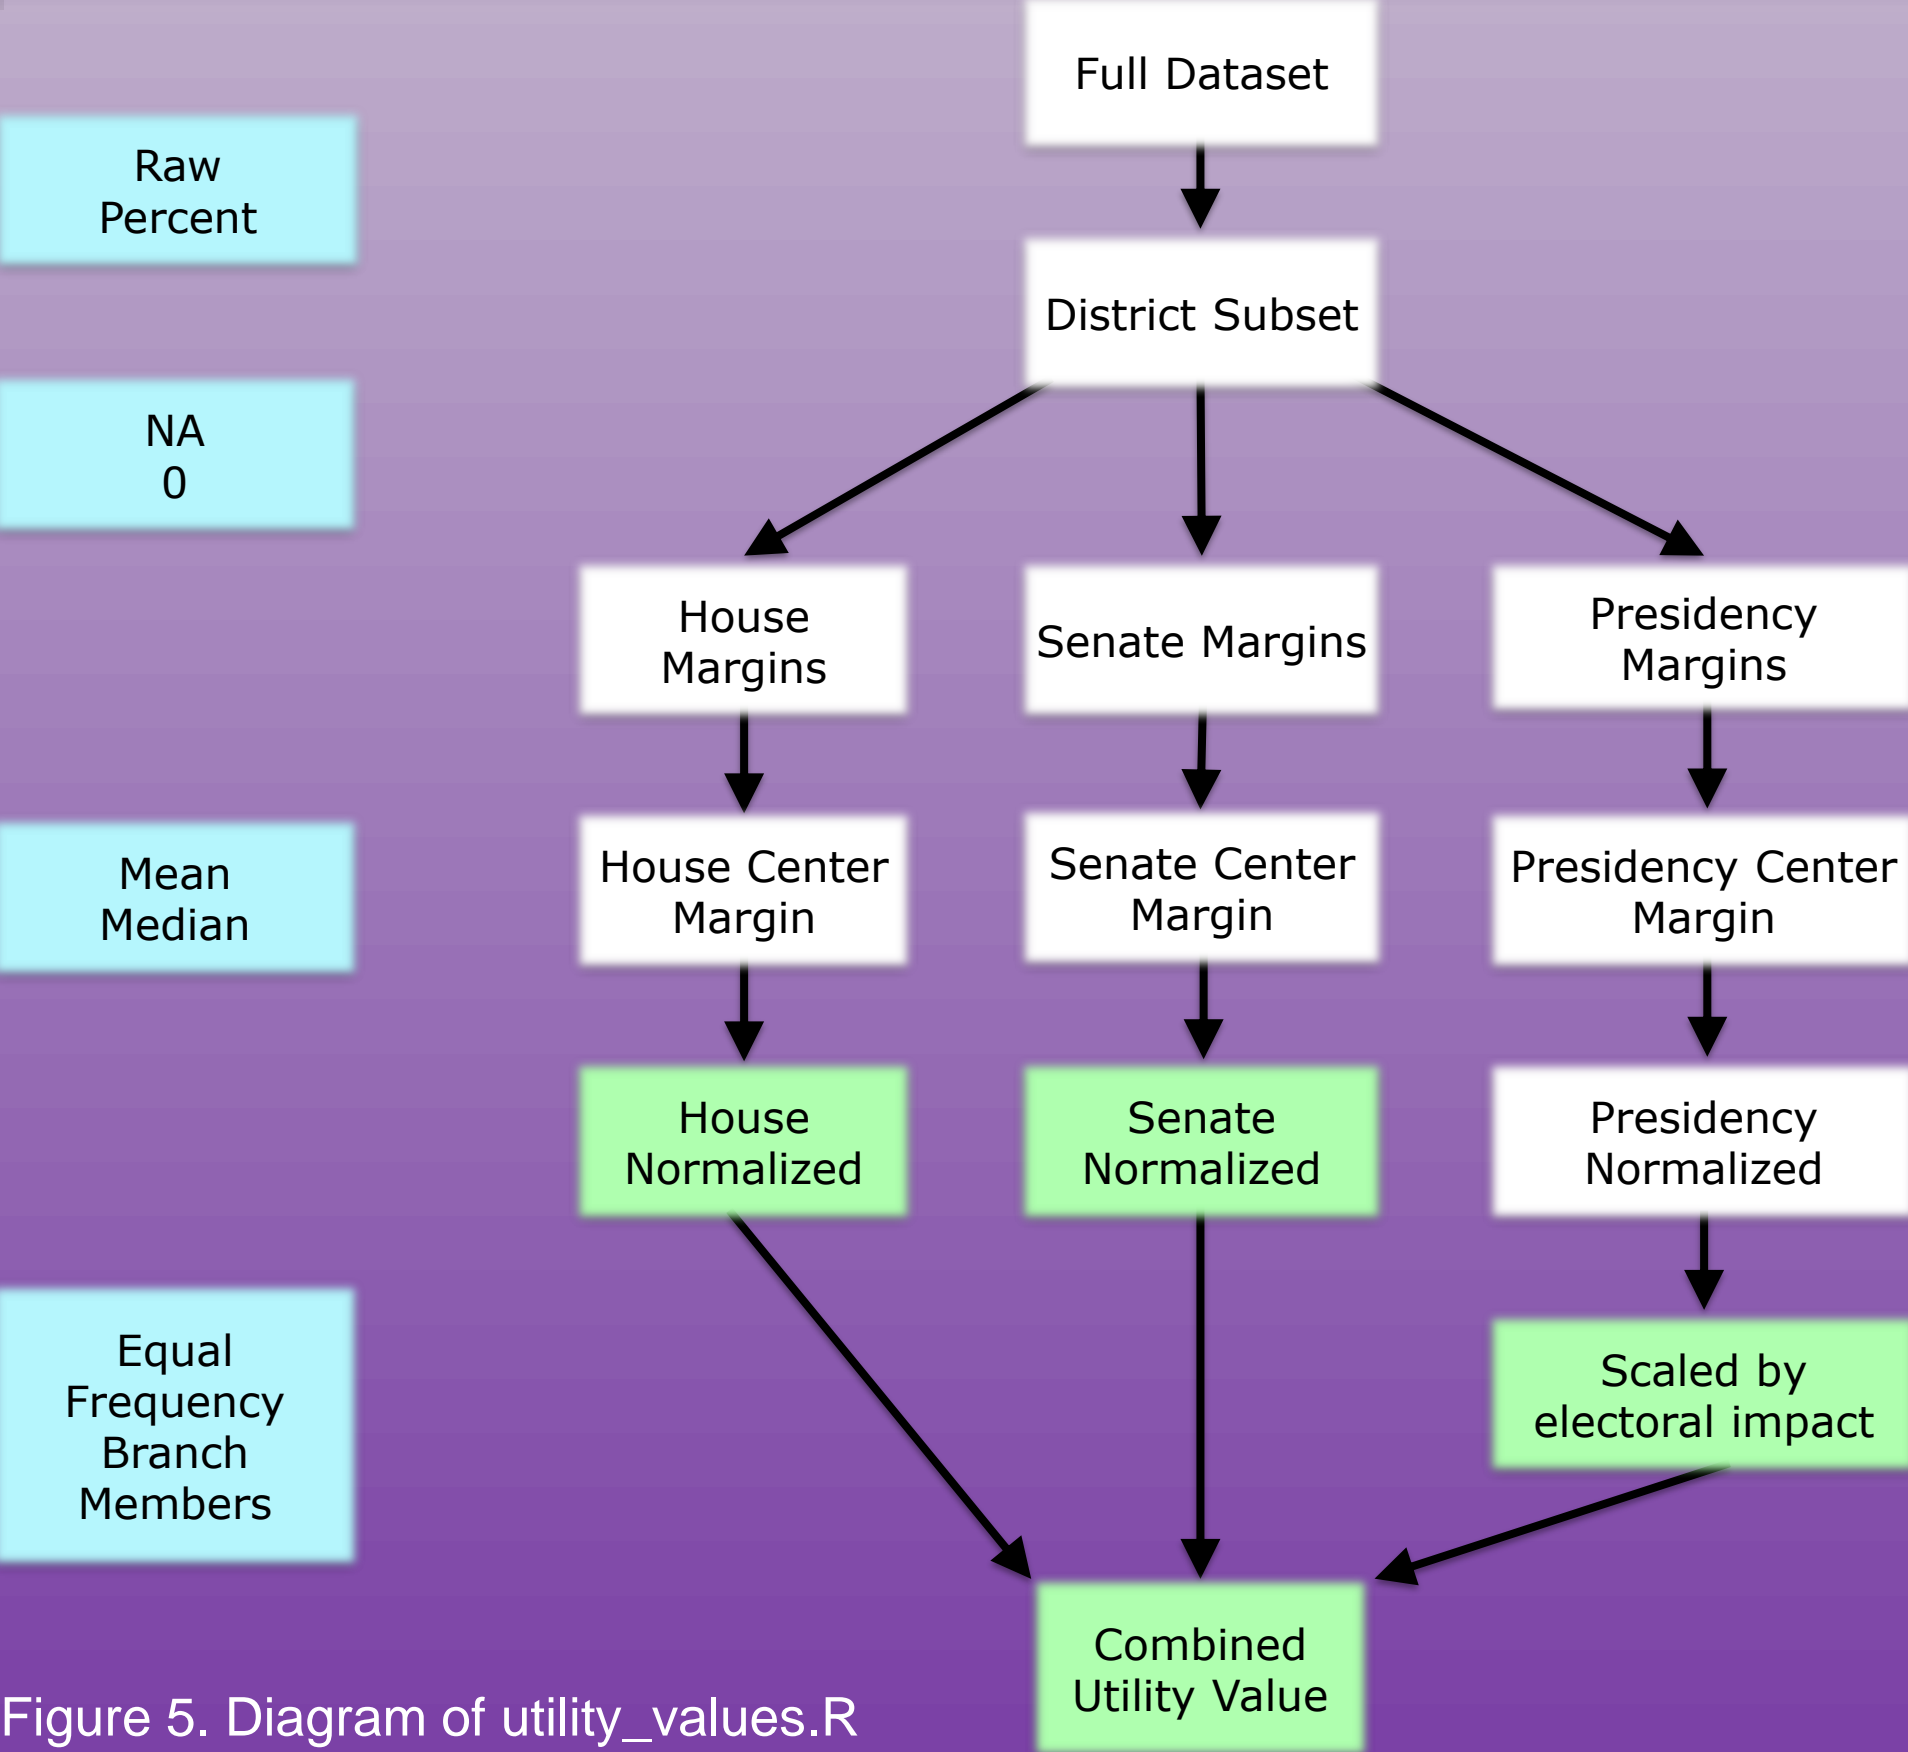 Full Dataset
Raw
Percent
District Subset
NA
0
House
Margins
Senate Margins
Presidency
Margins
Mean
Median
House Center
Margin
Senate Center
Margin
Presidency Center
Margin
House
Normalized
Senate
Normalized
Presidency
Normalized
Equal
Frequency
Branch
Members
Scaled by
electoral impact
Combined
Utility Value
Figure 5. Diagram of utility_values.R